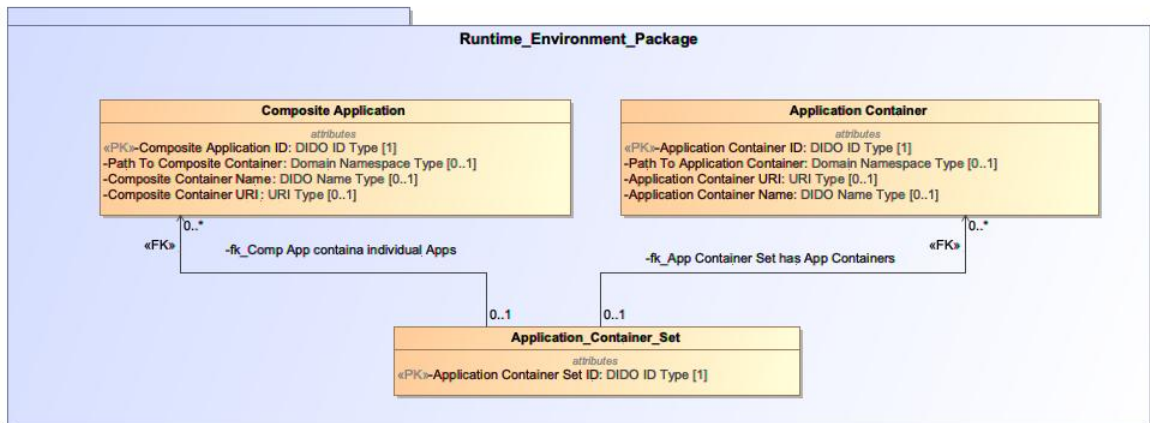 Runtime_Environment_Package
Composite Application
attributes
«PK»-Composite Application ID: DIDO ID Type [1]
-Path To Composite Container: Domain Namespace Type [0..1]
-Composite Container Name: DIDO Name Type [0..1]
-Composite Container URI: URI Type [0..1]
Application Container
attributes
«PK»-Application Container ID: DIDO ID Type [1]
-Path To Application Container: Domain Namespace Type [0..1]
-Application Container URI: URI Type [0..1]
-Application Container Name: DIDO Name Type [0..1]
0..*
«FK»
-fk_Comp App containa individual Apps
0..*
«FK»
-fk_App Container Set has App Containers
0..1
0..1
Application_Container_Set
attributes
«PK»-Application Container Set ID: DIDO ID Type [1]